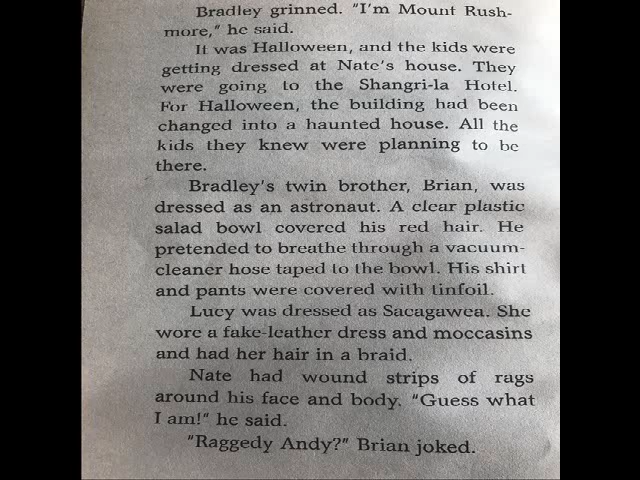 Bradley grinned. "I'm Mount Rush-
more," he said.
It was Halloween, and the kids were
getting dressed at Nate's house. They
were going to the Shangri-la Hotel.
For Halloween, the building had been
changed into a haunted house. All the
kids they knew were planning to be
there.
Bradley's twin brother, Brian, was
dressed as an astronaut. A clear plastic
salad bowl covered his red hair. He
pretended to breathe through a vacuum-
cleaner hose taped to the bowl. His shirt
and pants were covered with tinfoil.
Lucy was dressed as Sacagawea. She
wore a fake-leather dress and moccasins
and had her hair in a braid.
Nate had wound strips of rags
around his face and body. "Guess what
I am!" he said.
"Raggedy Andy?" Brian joked.